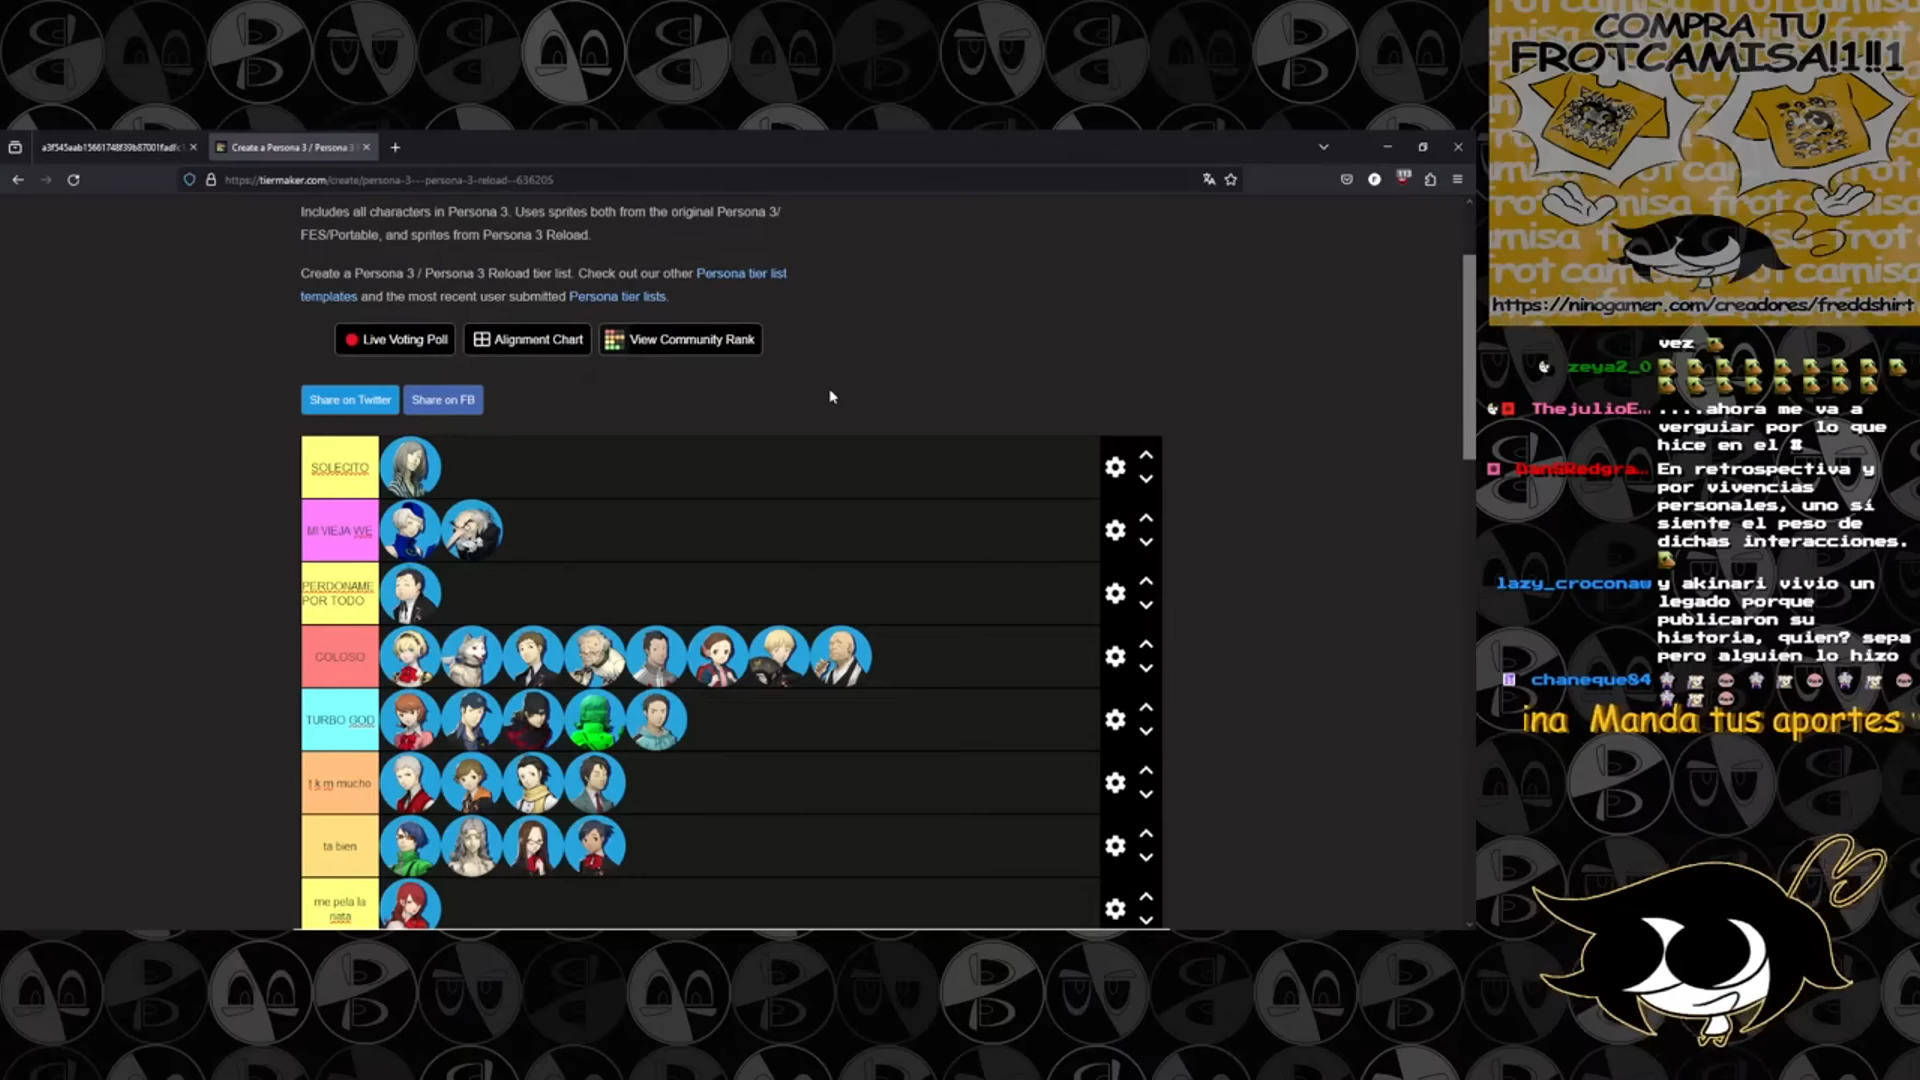 Create a Persona 3 / Persona 3
https://tiermaker.com/create/persona-3---persona-3-reload--636205
Includes all characters in Persona 3. Uses sprites both from the original Persona 3/
FES/Portable, and sprites from Persona 3 Reload.
Create a Persona 3 / Persona 3 Reload tier list. Check out our other Persona tier list
templates and the most recent user submitted Persona tier lists.
Live Voting Poll
Alignment Chart
View Community Rank
Share on Twitter
Share on FB
SOLECITO
MI VIEJA WE
PERDONAME
POR TODO
COLOSO
TURBO GOD
t k m mucho
ta bien
me pela la
riata
COMPRA TU
FROTCAMISA!1!!1
https://ninogamer.com/creadores/freddshirt
vez
zeya2_0
ThejulioE... ....ahora me va a
verguiar por lo que
hice en el
DanSRedgra... En retrospectiva y
por vivencias
personales, uno sí
siente el peso de
dichas interacciones.
lazy_croconaw y akinari vivio un
legado porque
publicaron su
historia, quien? sepa
pero alguien lo hizo
chaneque84
ina Manda tus aportes